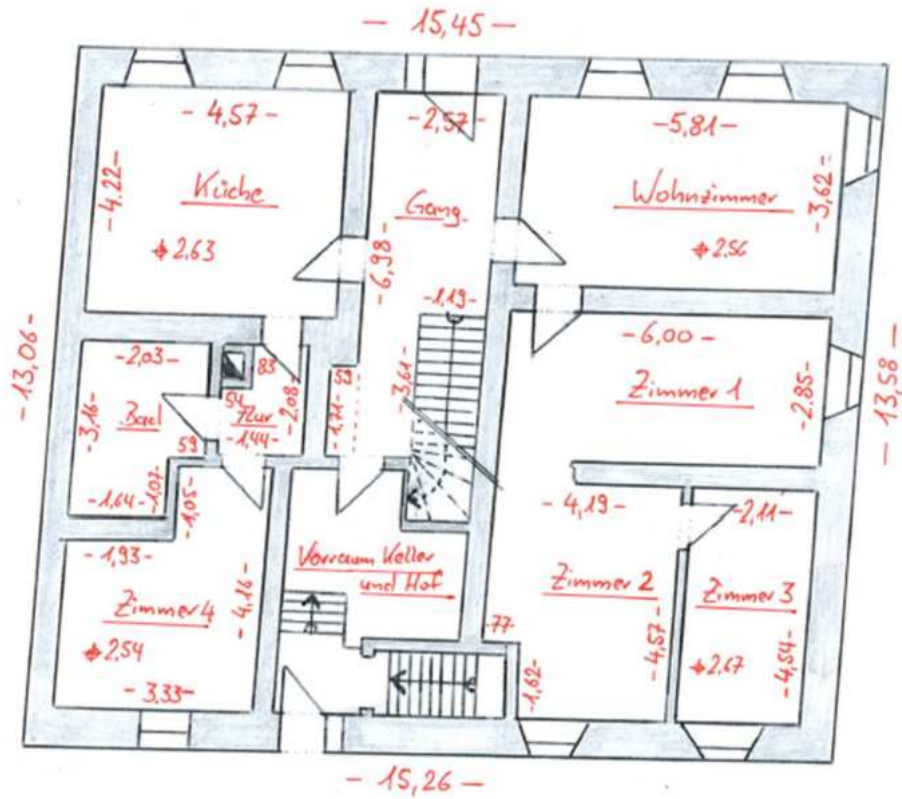 - 15,45 -
- 4,57 -
- 2,57 -
- 5,81 -
- 4,22 -
Küche
2,63
Gang
- 6,98 -
Wohnzimmer
- 3,62 -
2,56
- 1,19 -
- 13,06 -
- 13,58 -
- 2,03 -
83
53
- 3,61 -
- 6,00 -
Zimmer 1
- 2,85 -
- 3,16 -
Bad
54
Flur
- 2,08 -
- 1,71 -
- 1,44 -
59
- 1,64 -
- 1,07 -
- 1,05 -
- 4,19 -
- 2,11 -
- 1,93 -
Zimmer 4
- 4,16 -
Vorraum Keller
und Hof
Zimmer 2
Zimmer 3
2,54
- 3,33 -
- 77 -
- 1,62 -
- 4,57 -
2,67
- 4,54 -
- 15,26 -